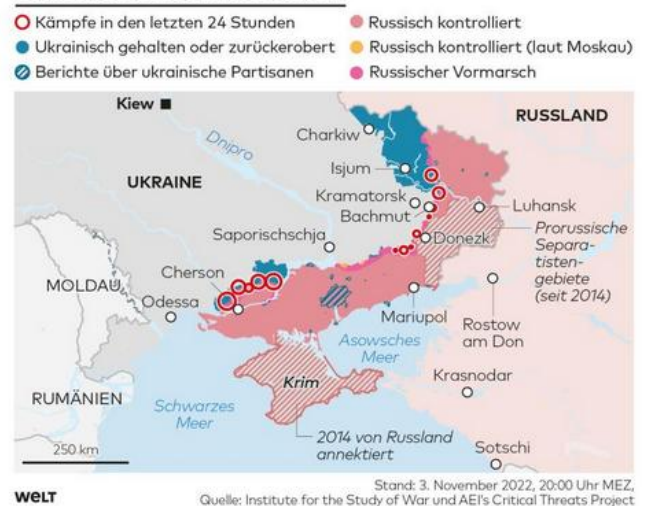 Kämpfe in den letzten 24 Stunden
Ukrainisch gehalten oder zurückerobert
Berichte über ukrainische Partisanen
Russisch kontrolliert
Russisch kontrolliert (laut Moskau)
Russischer Vormarsch
Kiew
RUSSLAND
Charkiw
Dnipro
Isjum
UKRAINE
Kramatorsk
Bachmut
Luhansk
Saporischschja
Donezk
Prorussische
Separa-
tisten-
gebiete
(seit 2014)
Cherson
MOLDAU
Odessa
Mariupol
Rostow
am Don
Asowsches
Meer
Krim
Krasnodar
RUMÄNIEN
Schwarzes
Meer
2014 von Russland
annektiert
250 km
Sotschi
WELT
Stand: 3. November 2022, 20:00 Uhr MEZ,
Quelle: Institute for the Study of War und AEI's Critical Threats Project